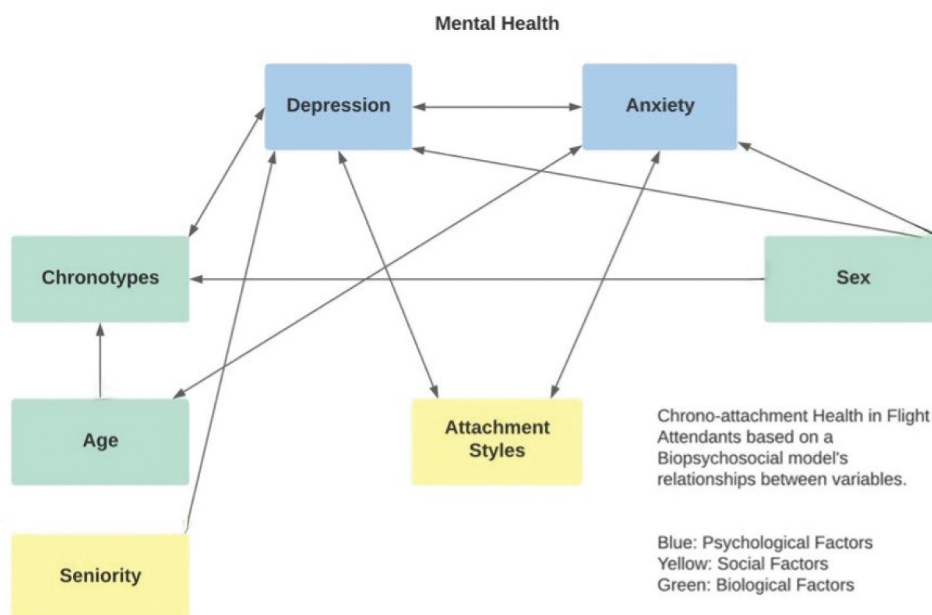 Mental Health
Depression
Anxiety
Chronotypes
Sex
Age
Attachment
Styles
Seniority
Chrono-attachment Health in Flight
Attendants based on a
Biopsychosocial model's
relationships between variables.
Blue: Psychological Factors
Yellow: Social Factors
Green: Biological Factors